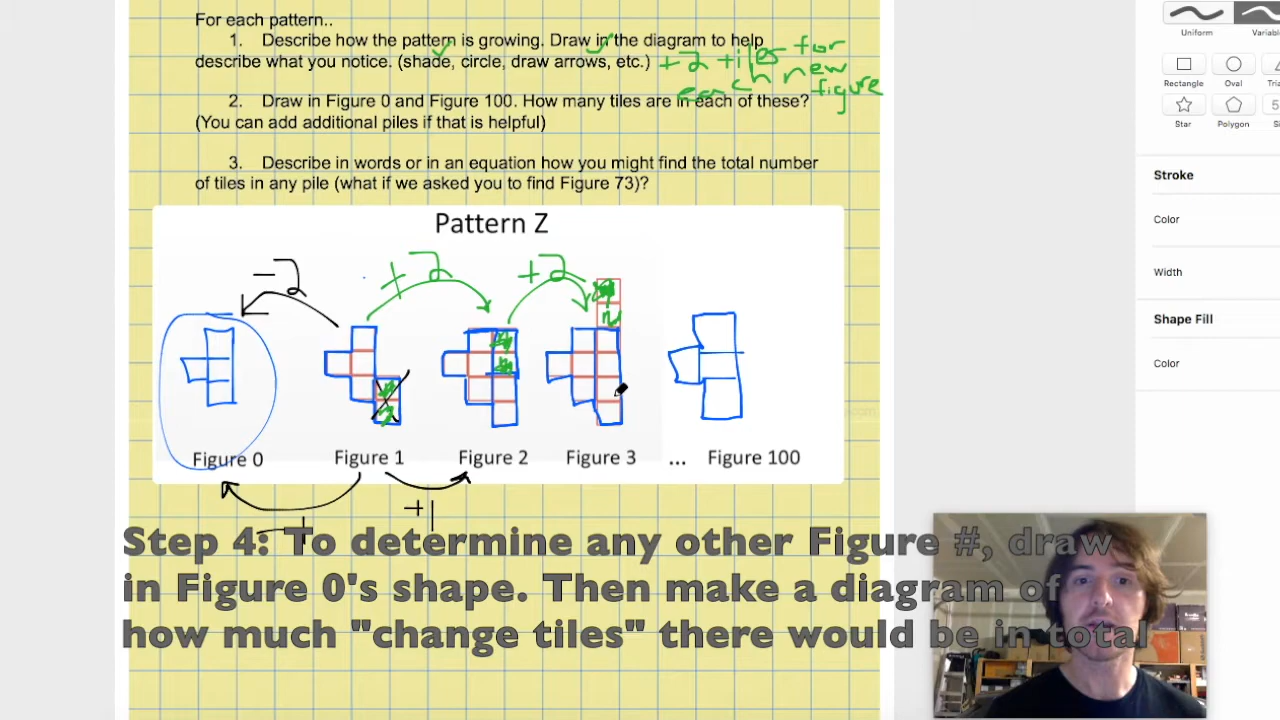 For each pattern..
1. Describe how the pattern is growing. Draw in the diagram to help
describe what you notice. (shade, circle, draw arrows, etc.)
+2 tiles for
each new
figure
2. Draw in Figure 0 and Figure 100. How many tiles are in each of these?
(You can add additional piles if that is helpful)
3. Describe in words or in an equation how you might find the total number
of tiles in any pile (what if we asked you to find Figure 73)?
Pattern Z
-2 +2 +2
Figure 0 Figure 1 Figure 2 Figure 3 ... Figure 100
+1
Step 4: To determine any other Figure #, draw
in Figure 0's shape. Then make a diagram of
how much "change tiles" there would be in total
Uniform
Rectangle Oval
Star Polygon
Stroke
Color
Width
Shape Fill
Color